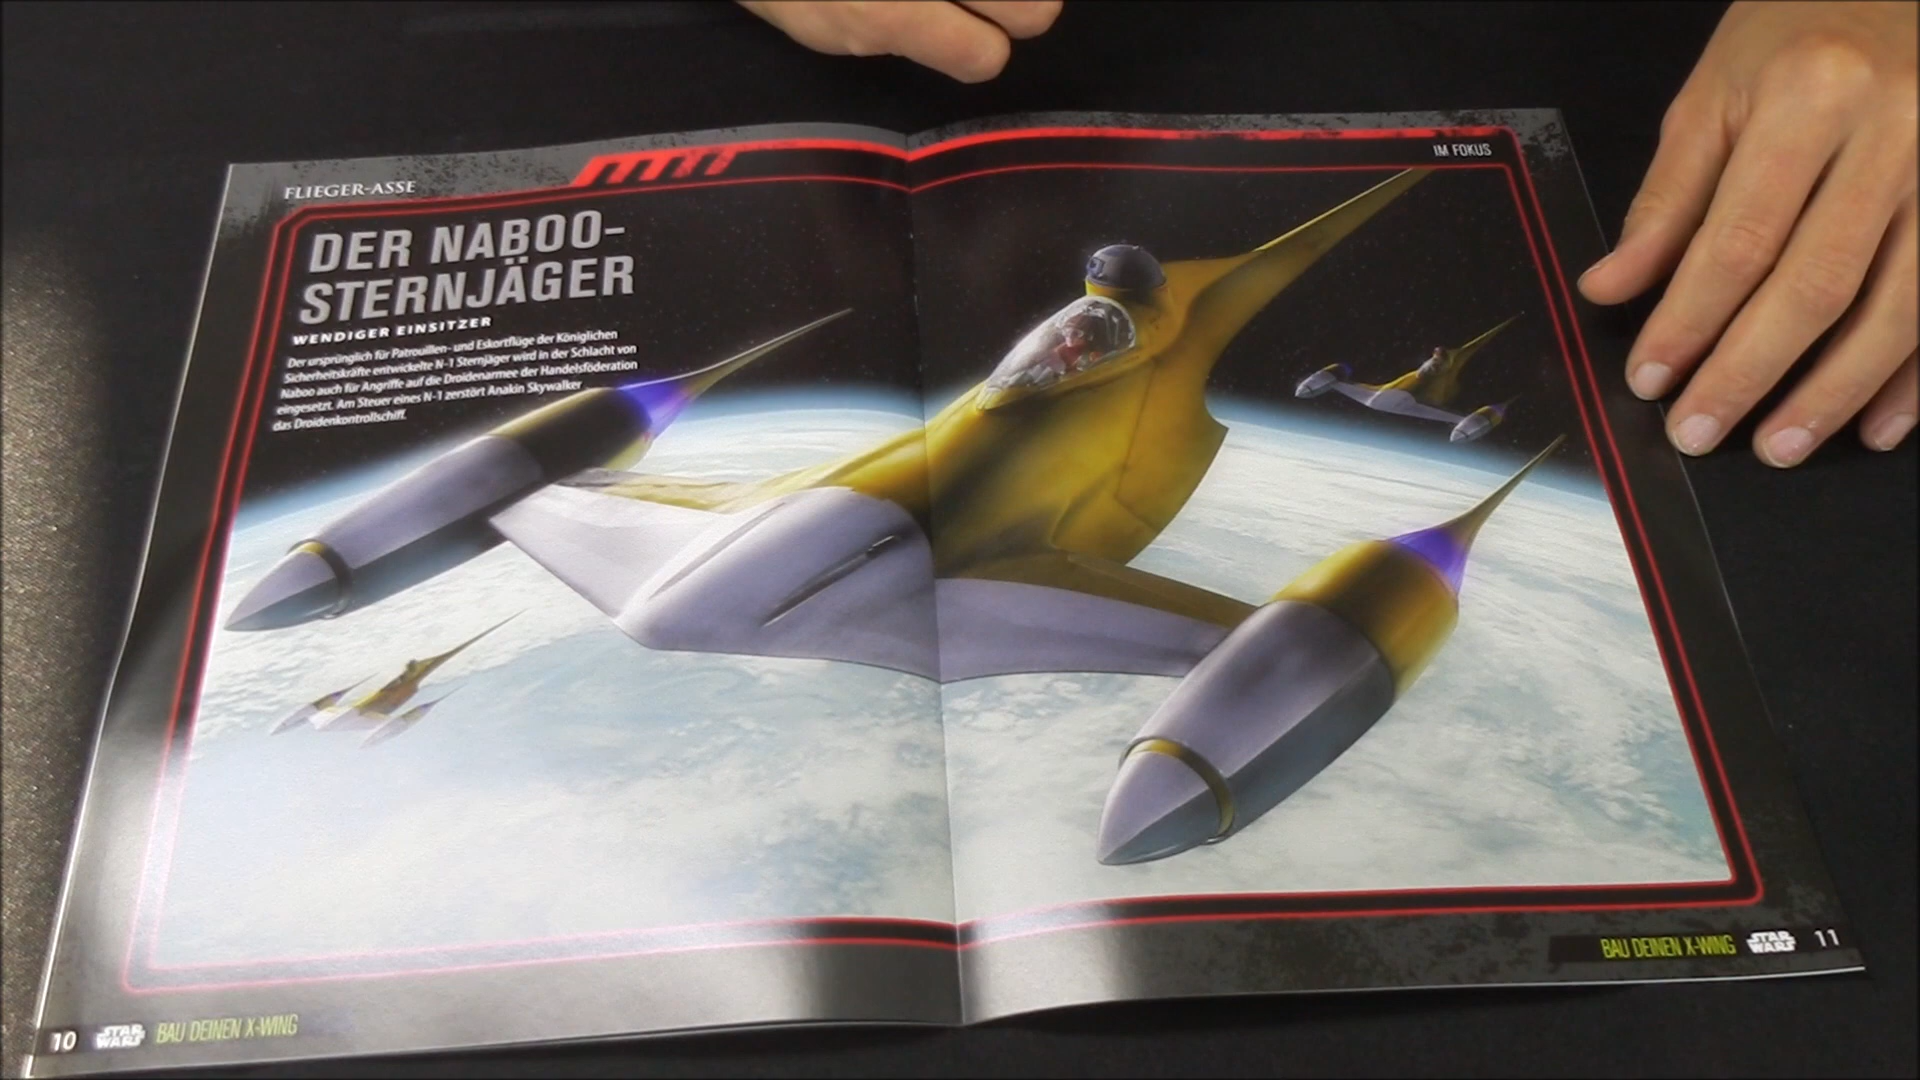 FLIEGER-ASSE
IM FOKUS
DER NABOO-
STERNJÄGER
WENDIGER EINSITZER
Der ursprünglich für Patrouillen- und Eskortflüge der Königlichen
Sicherheitskräfte entwickelte N-1 Sternjäger wird in der Schlacht von
Naboo auch für Angriffe auf die Droidenarmee der Handelsföderation
eingesetzt. Am Steuer eines N-1 zerstört Anakin Skywalker
das Droidenkontrollschiff.
10 STAR WARS BAU DEINEN X-WING
BAU DEINEN X-WING STAR WARS 11